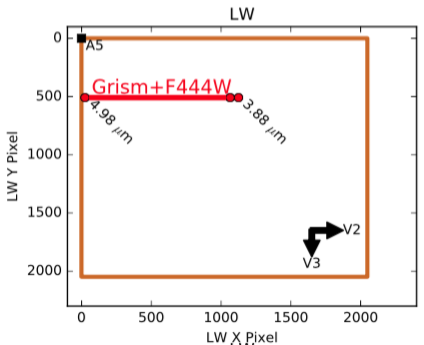 LW
0
A5
Grism+F444W
500
4.98 μm
3.88 μm
1000
LW Y Pixel
1500
V2
V3
2000
0 500 1000 1500 2000
LW X Pixel